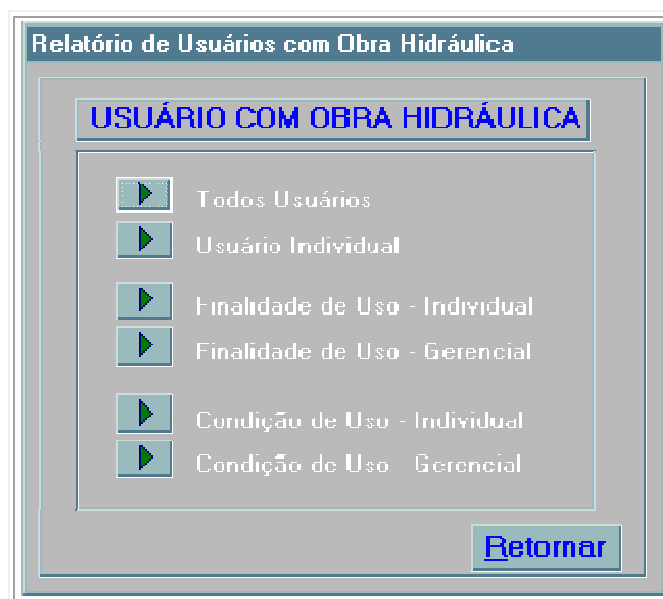 Relatório de Usuários com Obra Hidráulica
USUÁRIO COM OBRA HIDRÁULICA
Todos Usuários
Usuário Individual
Finalidade de Uso - Individual
Finalidade de Uso - Gerencial
Condição de Uso - Individual
Condição de Uso Gerencial
Retornar